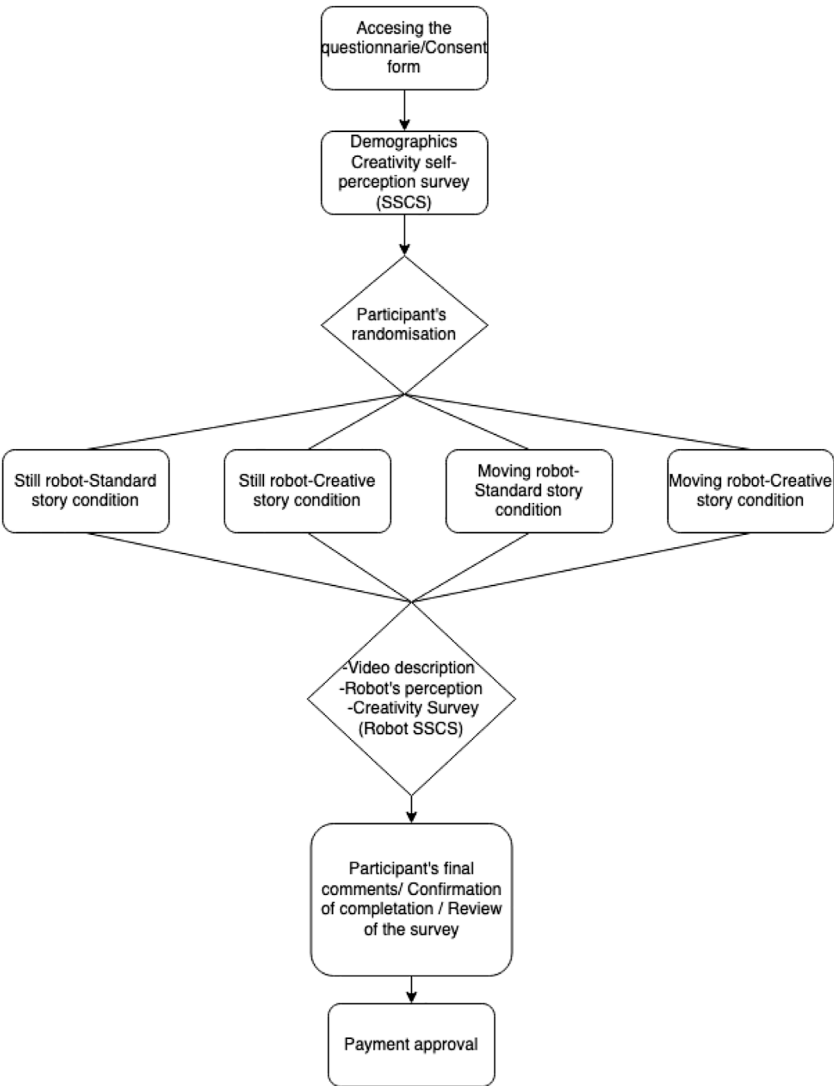 Accesing the
questionnarie/Consent
form
Demographics
Creativity self-
perception survey
(SSCS)
Participant's
randomisation
Still robot-Standard
story condition
Still robot-Creative
story condition
Moving robot-
Standard story
condition
Moving robot-Creative
story condition
-Video description
-Robot's perception
-Creativity Survey
(Robot SSCS)
Participant's final
comments/ Confirmation
of completation / Review
of the survey
Payment approval